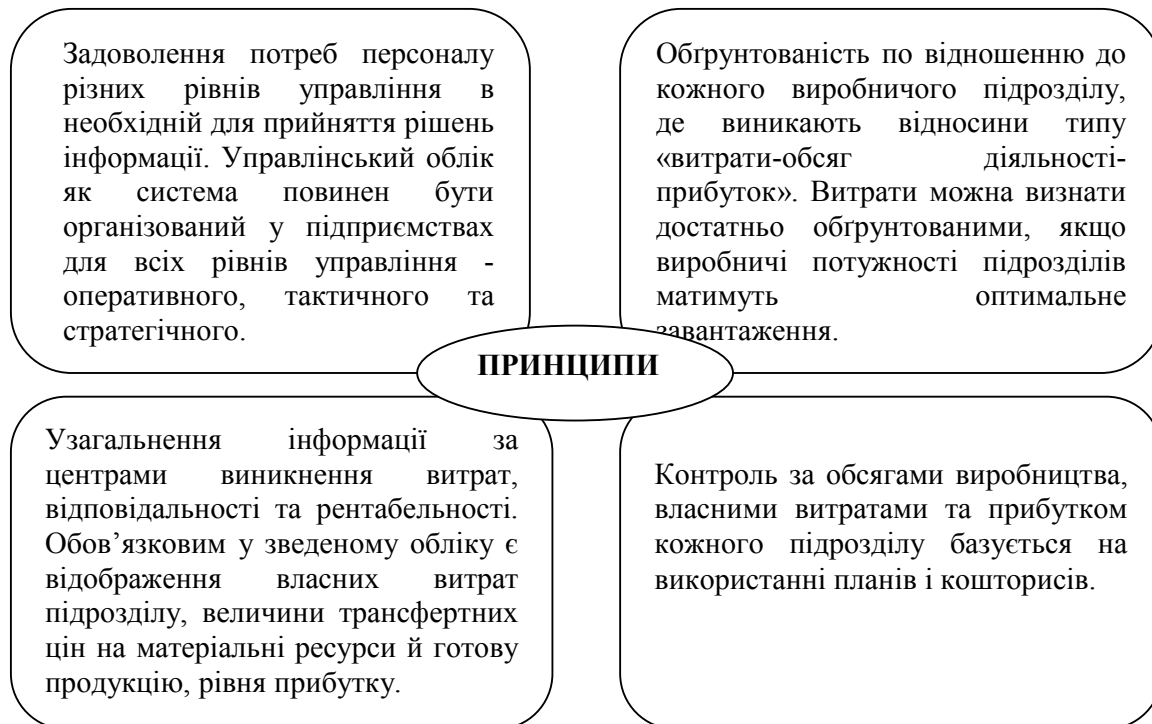 Задоволення потреб персоналу
різних рівнів управління в
необхідній для прийняття рішень
інформації. Управлінський облік
як система повинен бути
організований у підприємствах
для всіх рівнів управління -
оперативного, тактичного та
стратегічного.
Обґрунтованість по відношенню до
кожного виробничого підрозділу,
де виникають відносини типу
«витрати-обсяг діяльності-
прибуток». Витрати можна визнати
достатньо обґрунтованими, якщо
виробничі потужності підрозділів
матимуть оптимальне
завантаження.
ПРИНЦИПИ
Узагальнення інформації за
центрами виникнення витрат,
відповідальності та рентабельності.
Обов’язковим у зведеному обліку є
відображення власних витрат
підрозділу, величини трансфертних
цін на матеріальні ресурси й готову
продукцію, рівня прибутку.
Контроль за обсягами виробництва,
власними витратами та прибутком
кожного підрозділу базується на
використанні планів і кошторисів.